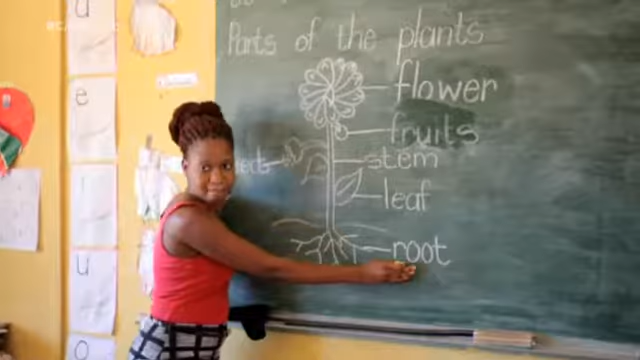 Parts of the plants
flower
fruits
stem
leaf
root
a
e
i
u
o